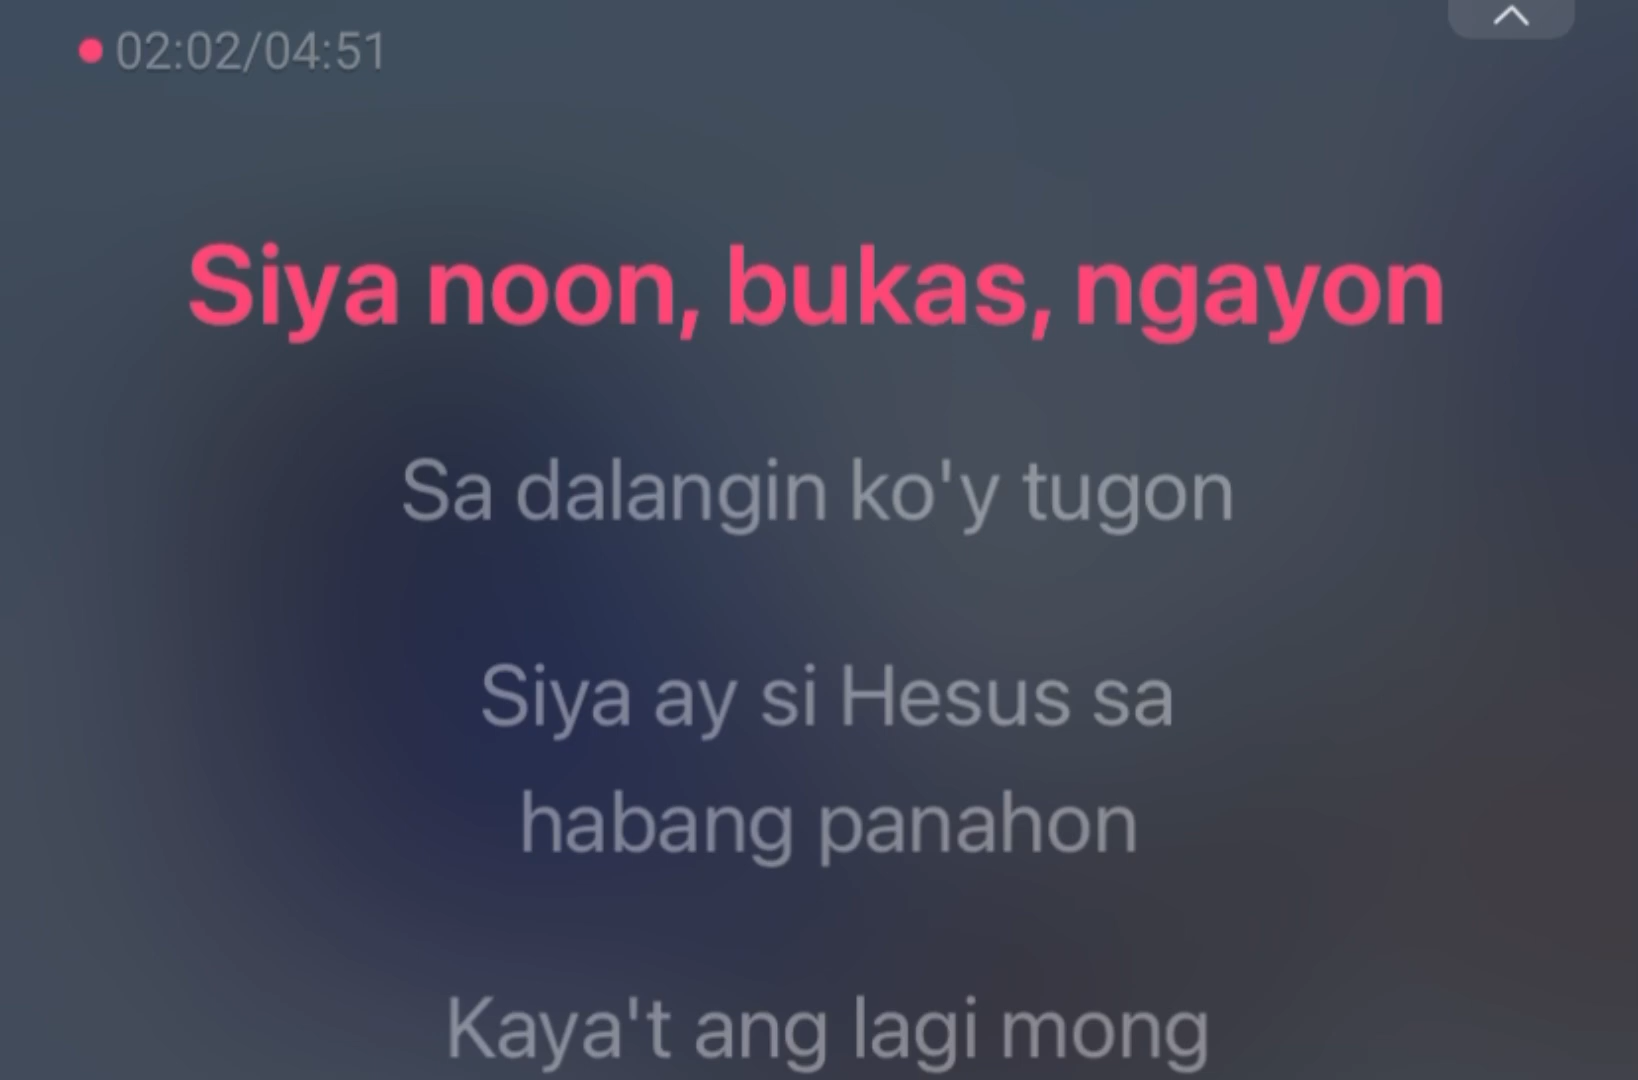 02:02/04:51
Siya noon, bukas, ngayon
Sa dalangin ko'y tugon
Siya ay si Hesus sa
habang panahon
Kaya't ang lagi mong